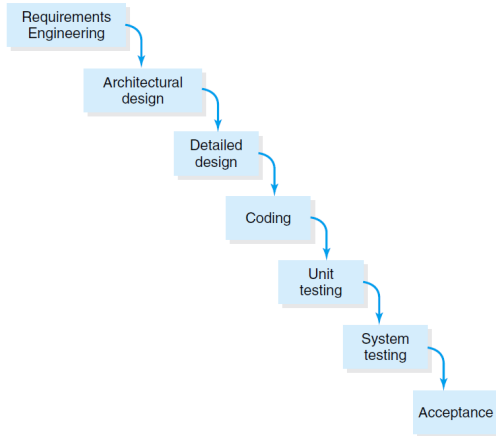 Requirements
Engineering
Architectural
design
Detailed
design
Coding
Unit
testing
System
testing
Acceptance